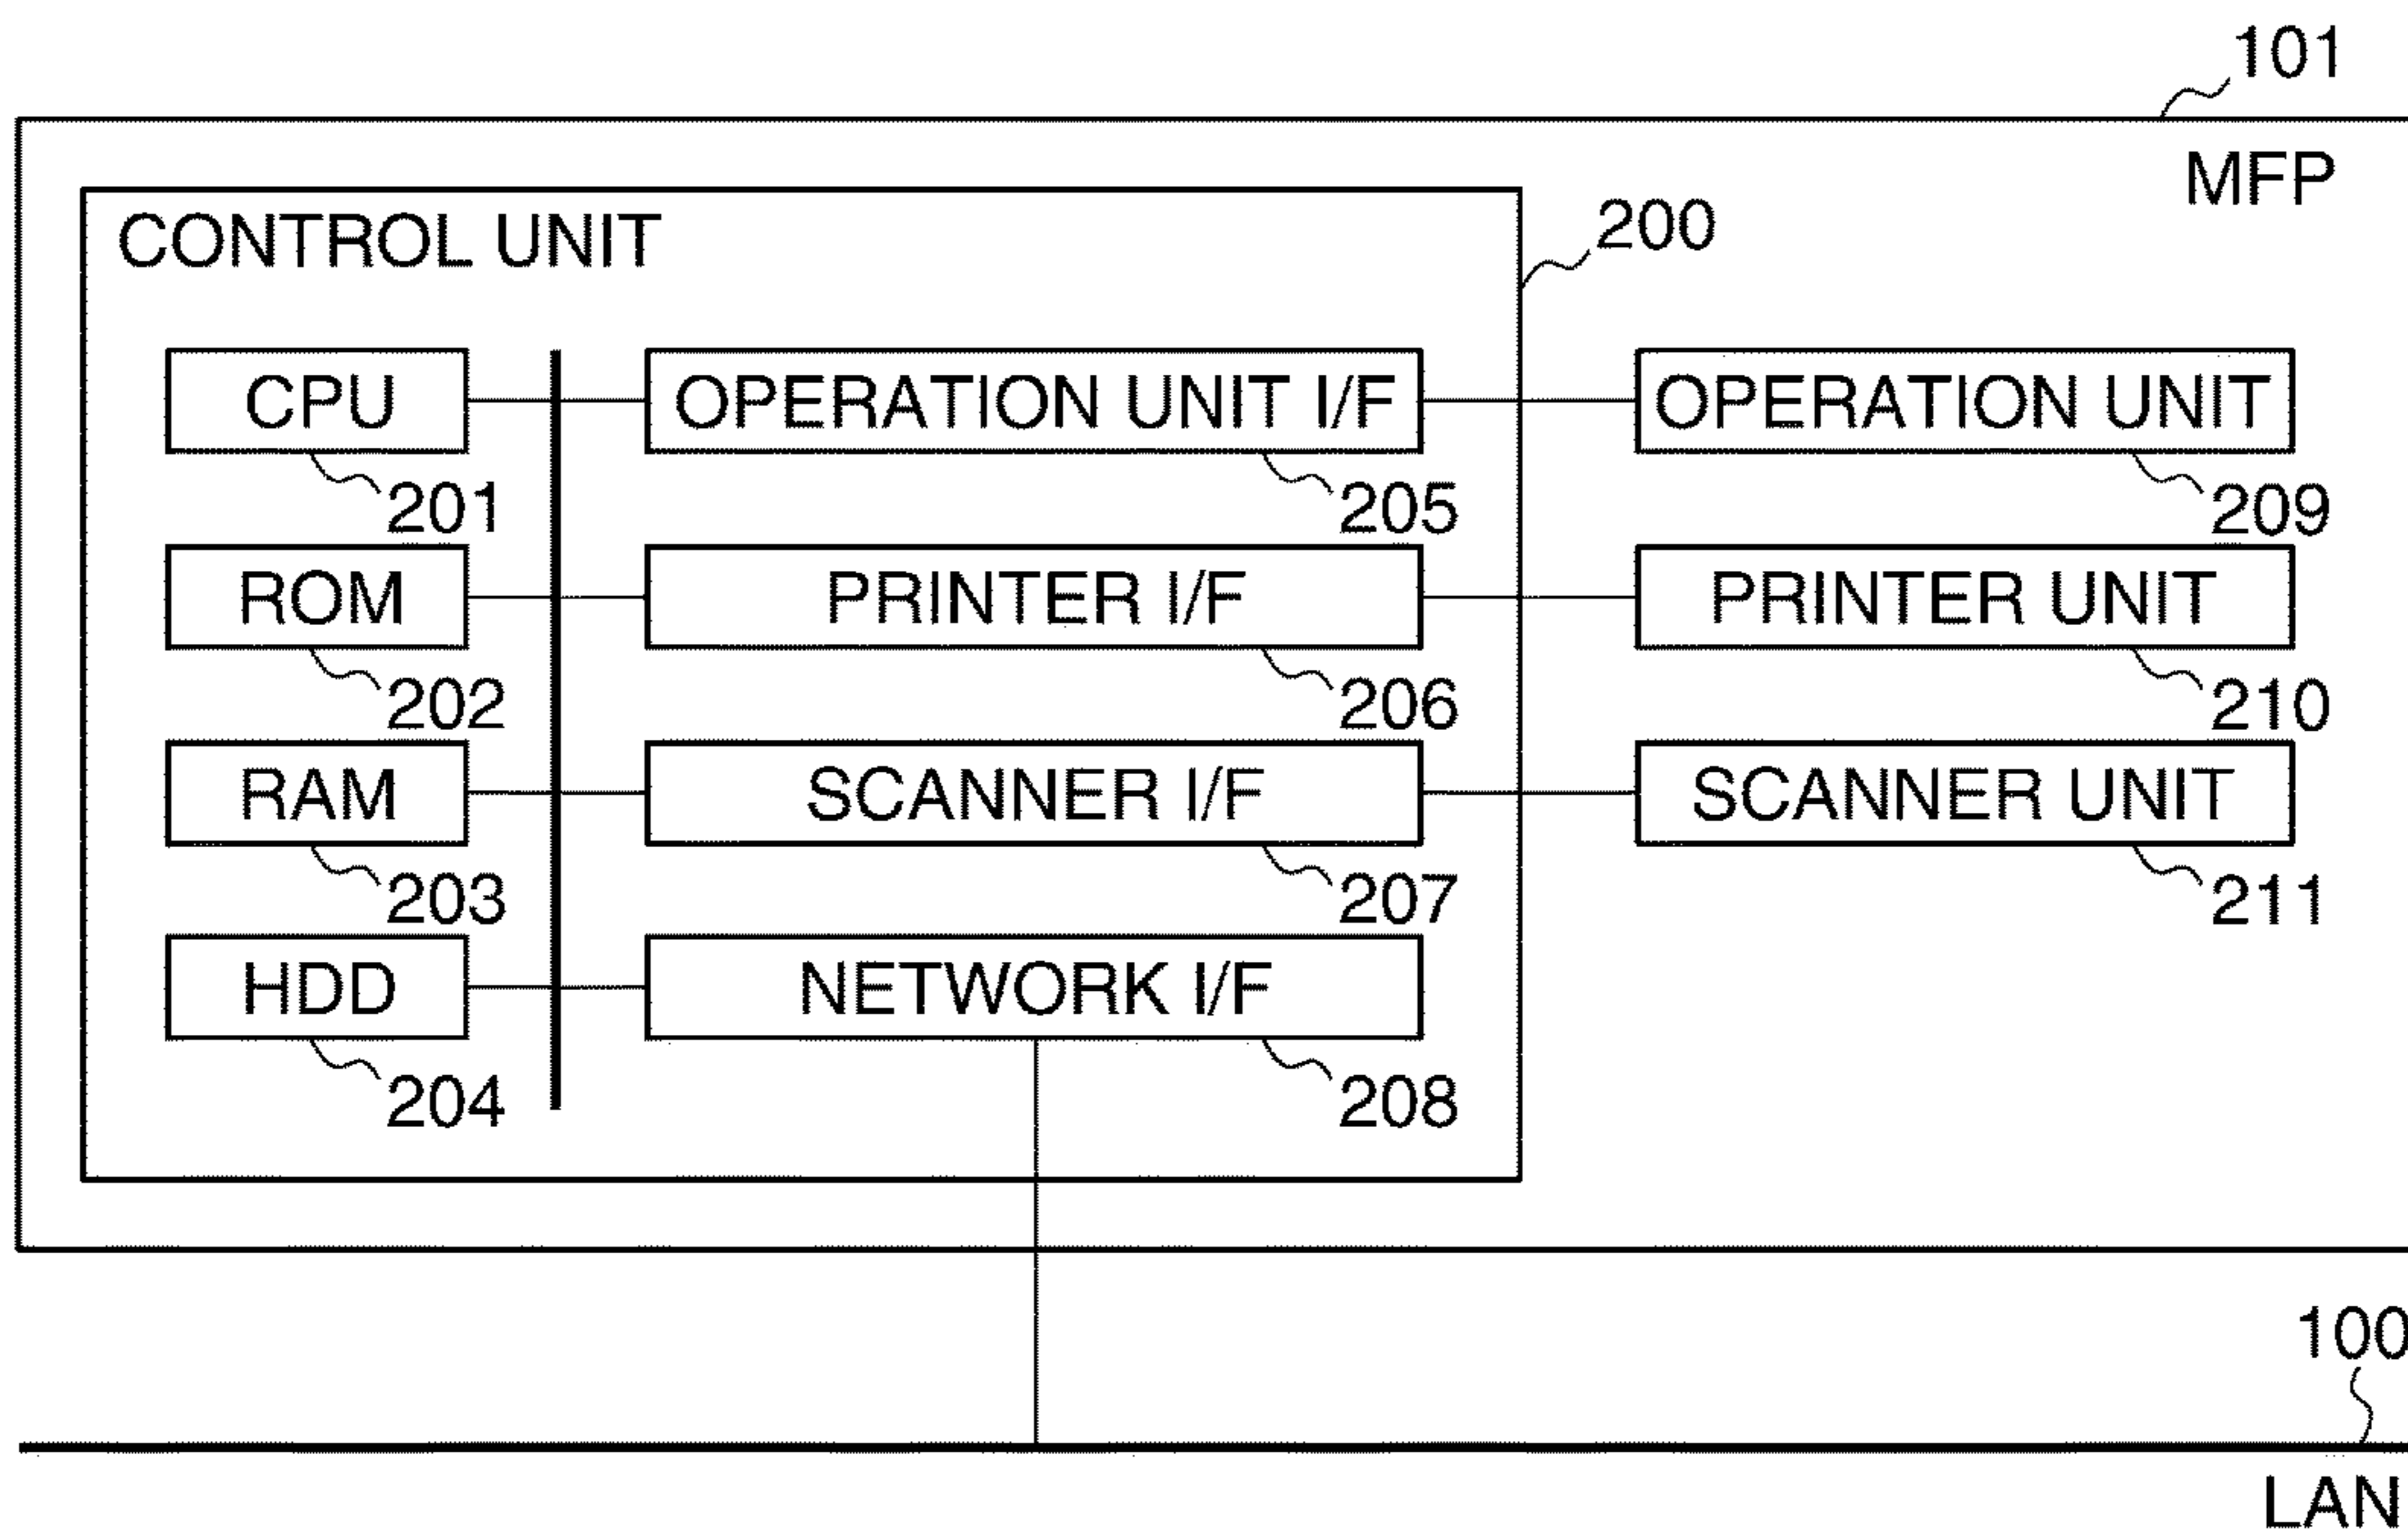 101
MFP
CONTROL UNIT
200
CPU
OPERATION UNIT I/F
OPERATION UNIT
201
205
209
ROM
PRINTER I/F
PRINTER UNIT
202
206
210
RAM
SCANNER I/F
SCANNER UNIT
203
207
211
HDD
NETWORK I/F
204
208
100
LAN